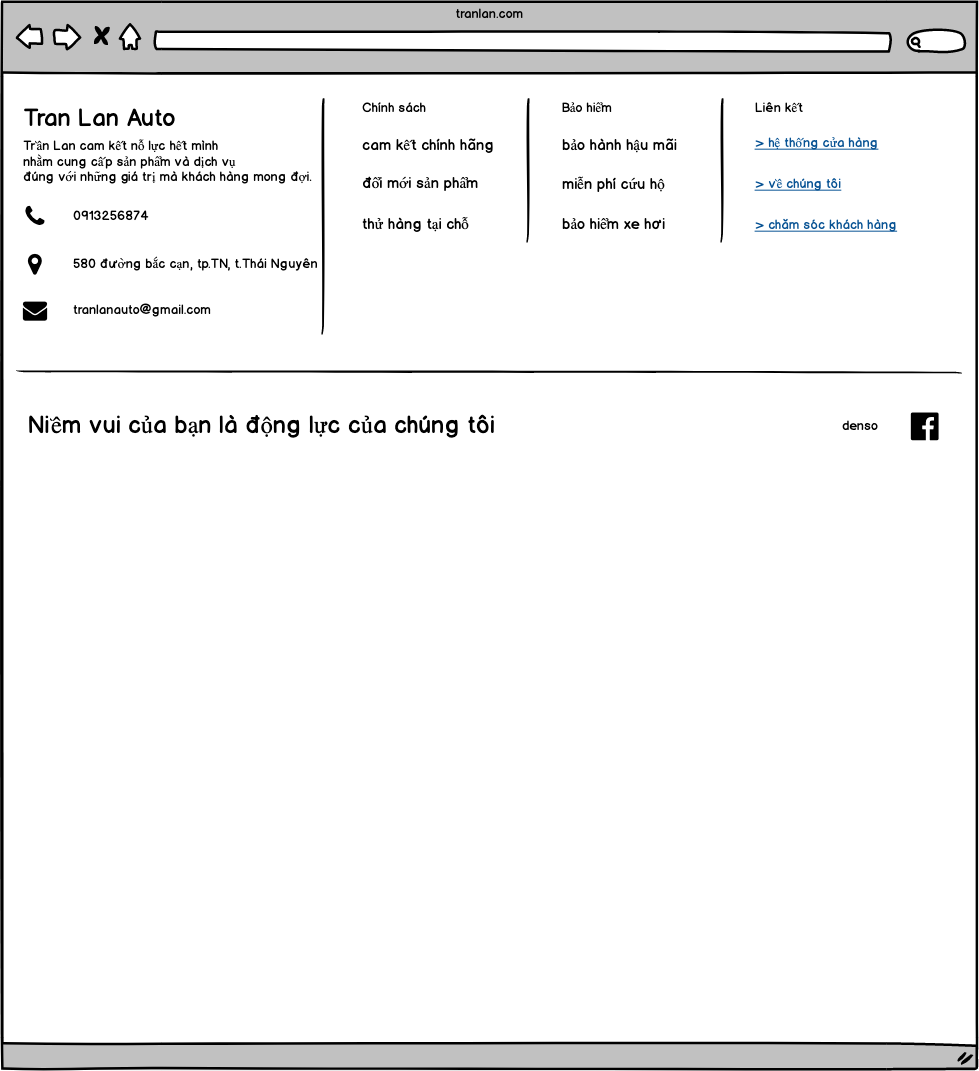 tranlan.com
Tran Lan Auto
Trần Lan cam kết nỗ lực hết mình
nhằm cung cấp sản phẩm và dịch vụ
đúng với những giá trị mà khách hàng mong đợi.
0913256874
580 đường bắc cạn, tp.TN, t.Thái Nguyên
tranlanauto@gmail.com
Chính sách
cam kết chính hãng
đổi mới sản phẩm
thử hàng tại chỗ
Bảo hiểm
bảo hành hậu mãi
miễn phí cứu hộ
bảo hiểm xe hơi
Liên kết
> hệ thống cửa hàng
> về chúng tôi
> chăm sóc khách hàng
Niềm vui của bạn là động lực của chúng tôi
denso